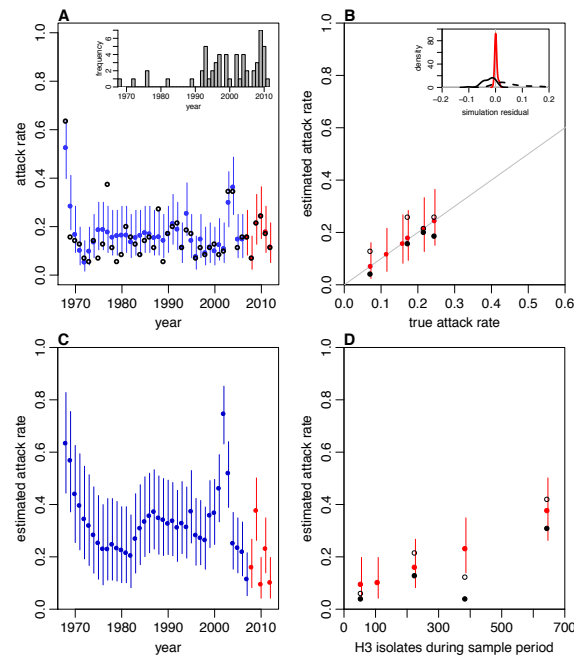 A
attack rate
0.0 0.2 0.4 0.6 0.8 1.0
1970 1980 1990 2000 2010
year
frequency
0 2 4 6
1970 1980 1990 2000 2010
year
B
estimated attack rate
0.0 0.2 0.4 0.6 0.8 1.0
0.0 0.1 0.2 0.3 0.4 0.5 0.6
true attack rate
density
0 40 80
−0.2 −0.1 0.0 0.1 0.2
simulation residual
C
estimated attack rate
0.0 0.2 0.4 0.6 0.8 1.0
1970 1980 1990 2000 2010
year
D
estimated attack rate
0.0 0.2 0.4 0.6 0.8 1.0
0 100 300 500 700
H3 isolates during sample period